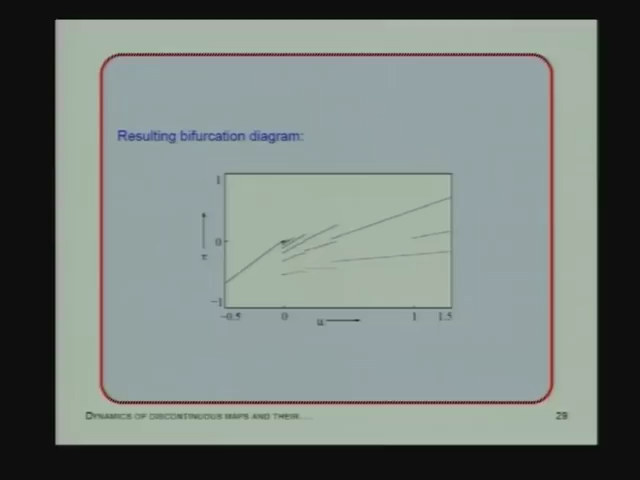 Resulting bifurcation diagram:
1
0
x
−1
−0.5 0 1 1.5
Dynamics of discontinuous maps and their.... 29